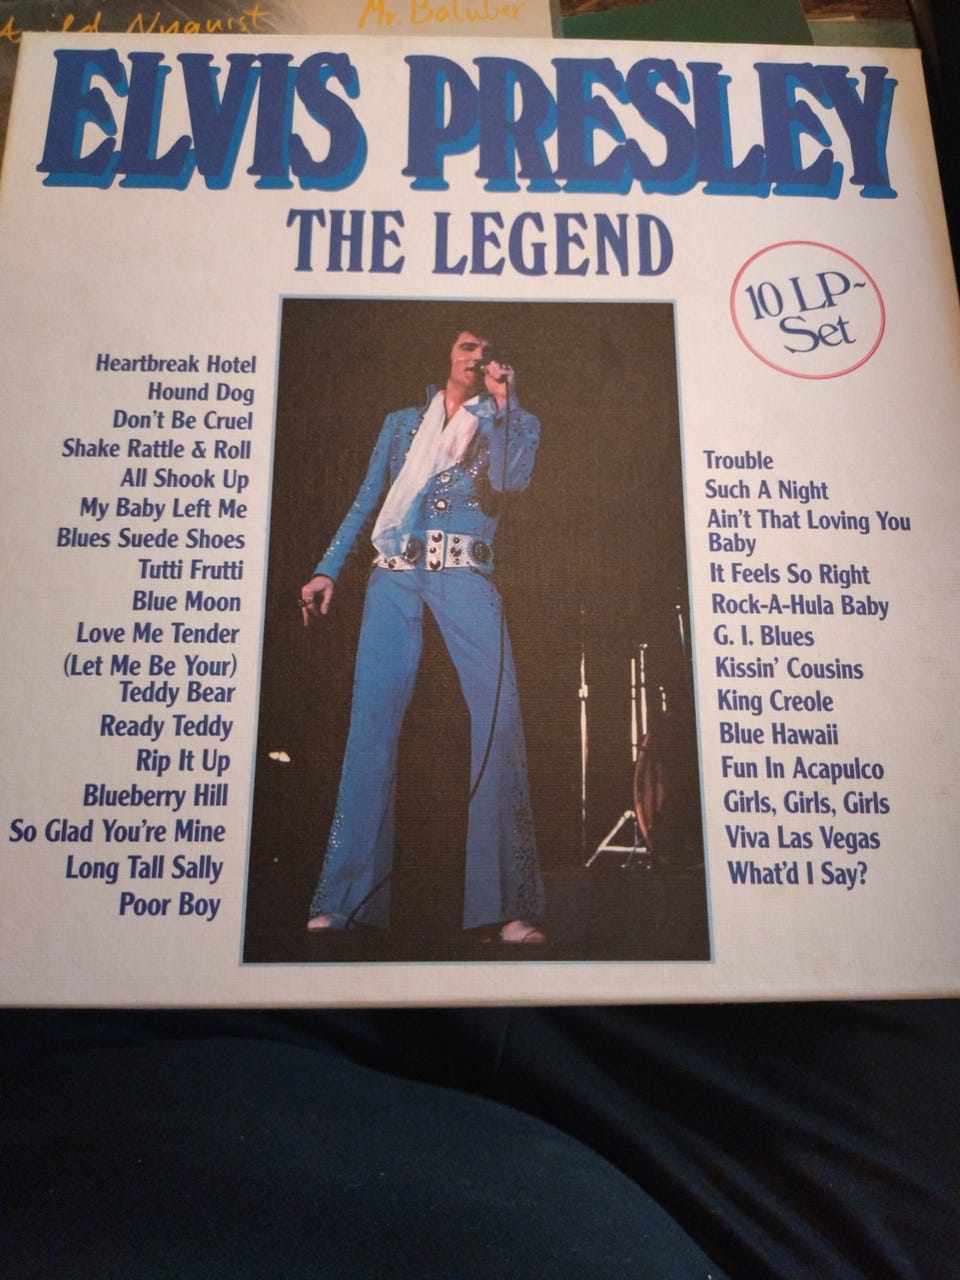 Nyquist
Mr. Balüber
ELVIS PRESLEY
THE LEGEND
10 LP-
Set
Heartbreak Hotel
Hound Dog
Don't Be Cruel
Shake Rattle & Roll
All Shook Up
My Baby Left Me
Blues Suede Shoes
Tutti Frutti
Blue Moon
Love Me Tender
(Let Me Be Your)
Teddy Bear
Ready Teddy
Rip It Up
Blueberry Hill
So Glad You're Mine
Long Tall Sally
Poor Boy
Trouble
Such A Night
Ain't That Loving You
Baby
It Feels So Right
Rock-A-Hula Baby
G. I. Blues
Kissin' Cousins
King Creole
Blue Hawaii
Fun In Acapulco
Girls, Girls, Girls
Viva Las Vegas
What'd I Say?